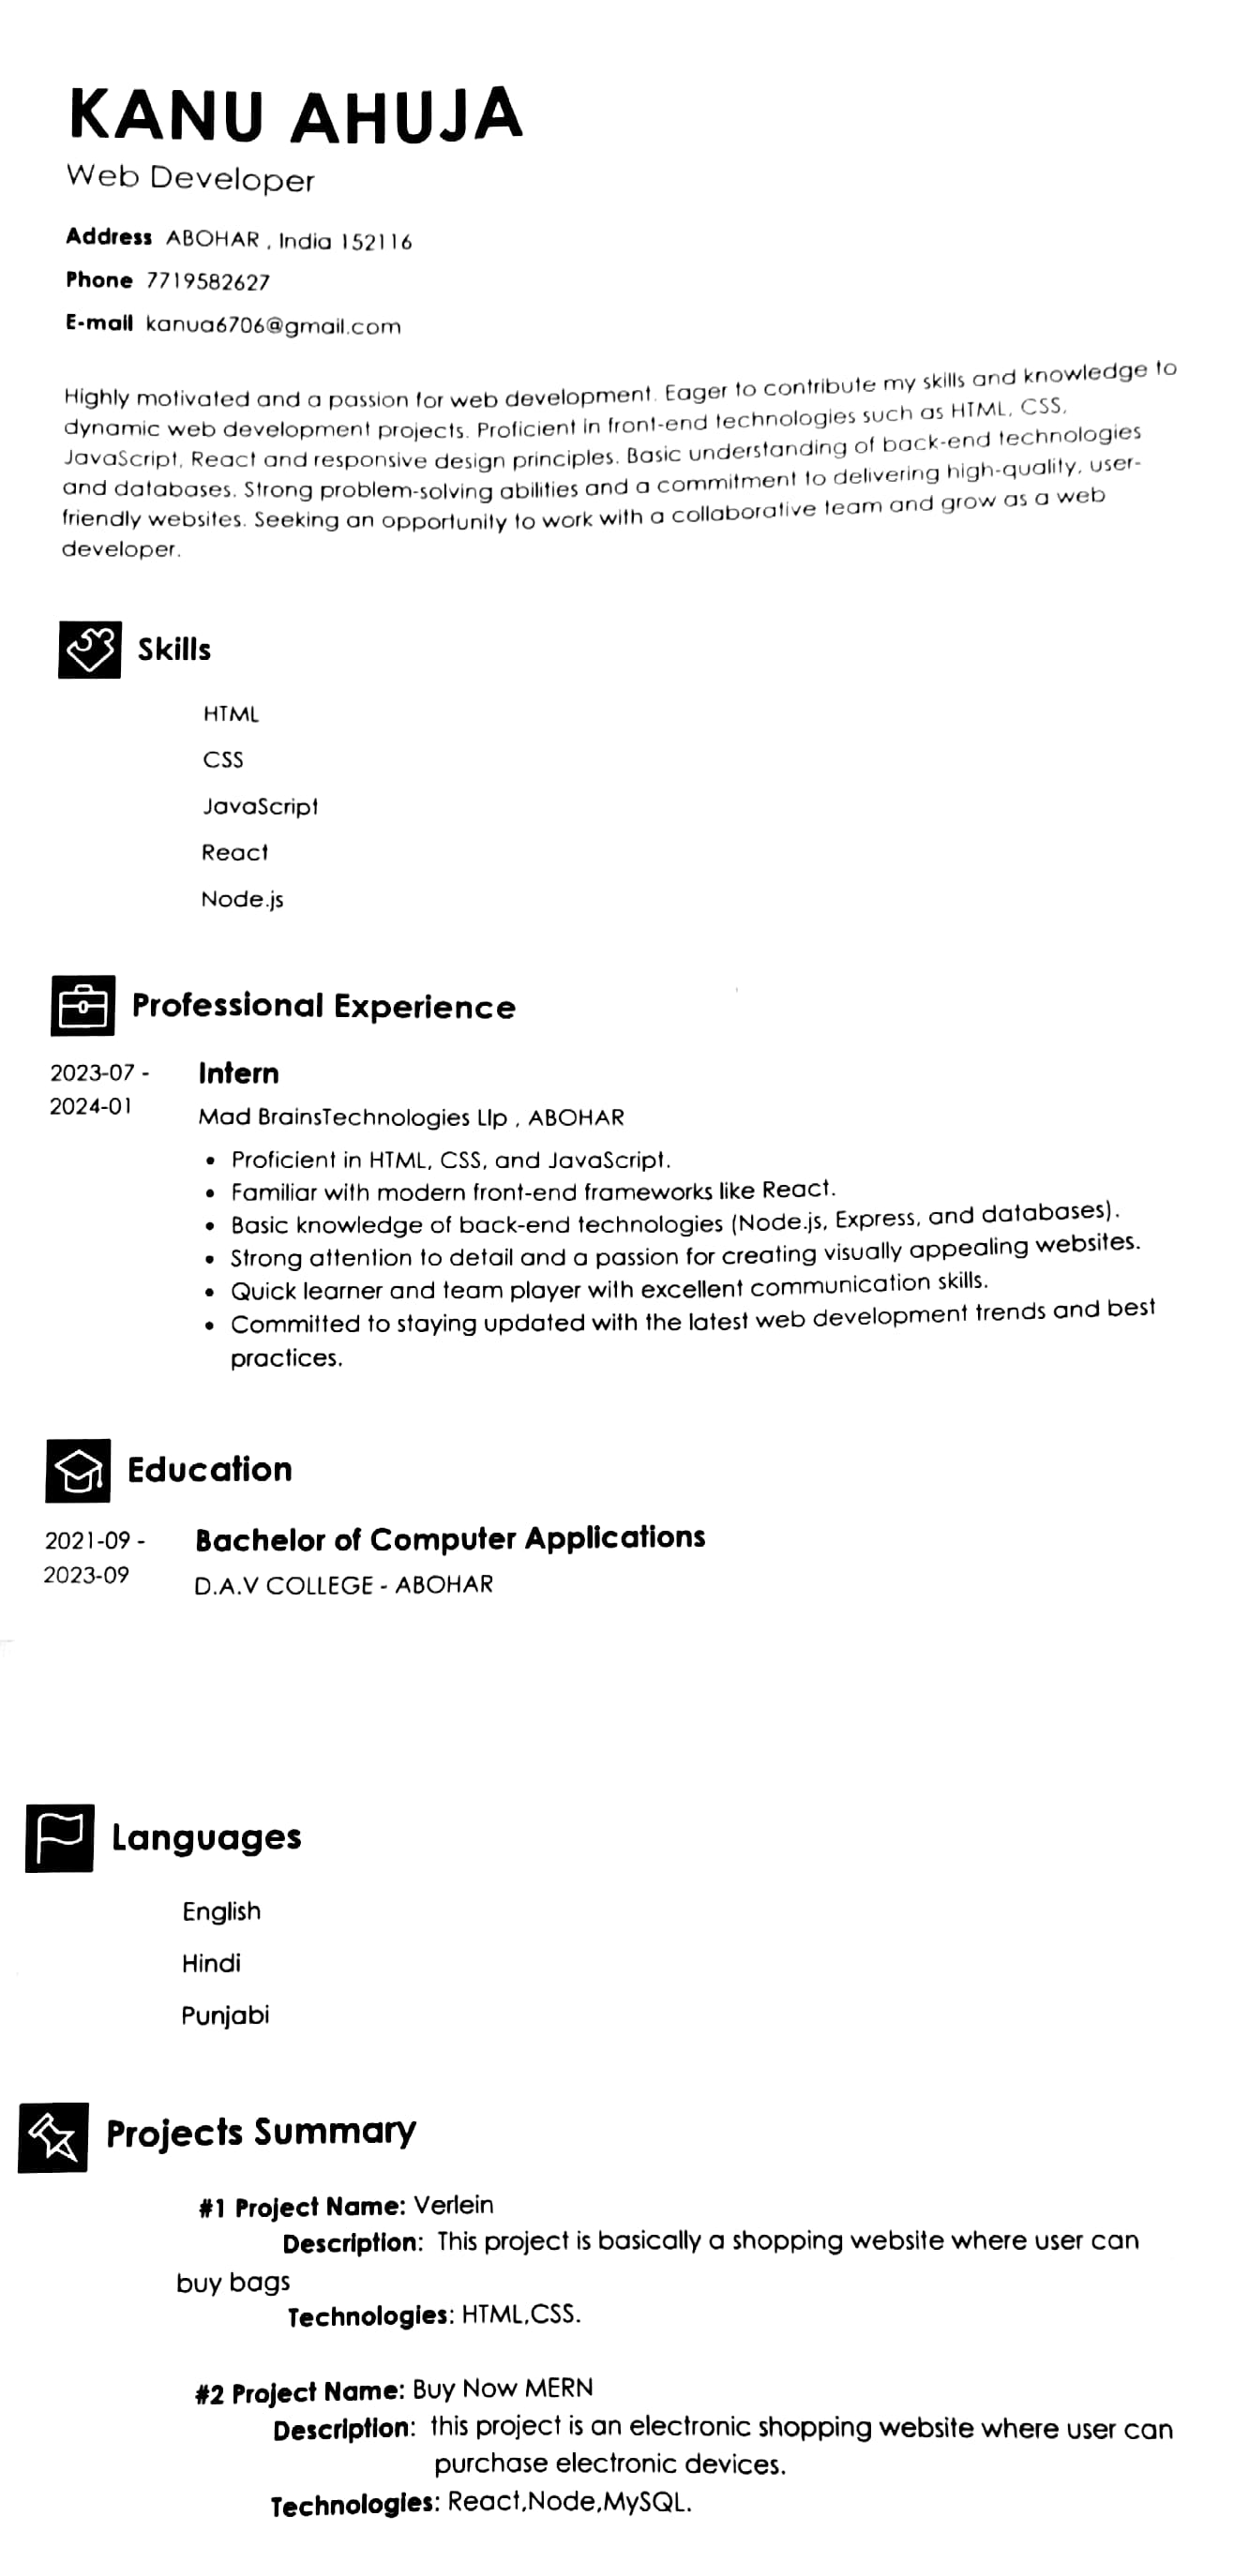 KANU AHUJA
Web Developer
Address ABOHAR , India 152116
Phone 7719582627
E-mail kanua6706@gmail.com
Highly motivated and a passion for web development. Eager to contribute my skills and knowledge to
dynamic web development projects. Proficient in front-end technologies such as HTML, CSS,
JavaScript, React and responsive design principles. Basic understanding of back-end technologies
and databases. Strong problem-solving abilities and a commitment to delivering high-quality, user-
friendly websites. Seeking an opportunity to work with a collaborative team and grow as a web
developer.
Skills
HTML
CSS
JavaScript
React
Node.js
Professional Experience
2023-07 -
2024-01
Intern
Mad BrainsTechnologies Llp , ABOHAR
• Proficient in HTML, CSS, and JavaScript.
• Familiar with modern front-end frameworks like React.
• Basic knowledge of back-end technologies (Node.js, Express, and databases).
• Strong attention to detail and a passion for creating visually appealing websites.
• Quick learner and team player with excellent communication skills.
• Committed to staying updated with the latest web development trends and best
practices.
Education
2021-09 -
2023-09
Bachelor of Computer Applications
D.A.V COLLEGE - ABOHAR
Languages
English
Hindi
Punjabi
Projects Summary
#1 Project Name: Verlein
Description: This project is basically a shopping website where user can
buy bags
Technologies: HTML,CSS.
#2 Project Name: Buy Now MERN
Description: this project is an electronic shopping website where user can
purchase electronic devices.
Technologies: React,Node,MySQL.